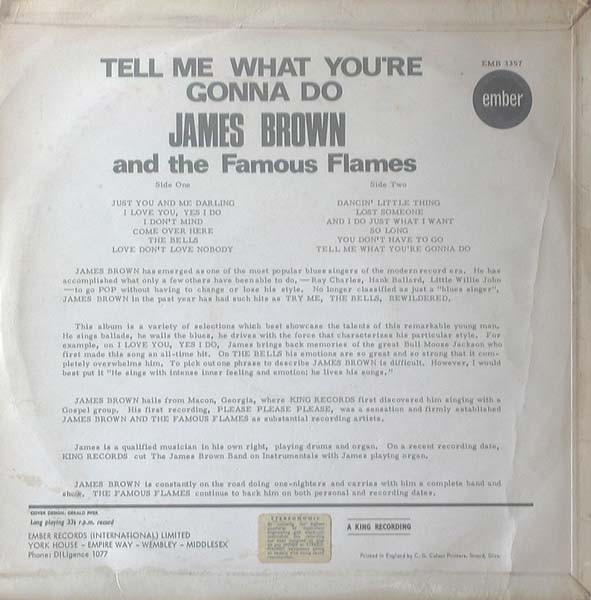 TELL ME WHAT YOU'RE
GONNA DO
EMB 3357
ember
JAMES BROWN
and the Famous Flames
Side One
JUST YOU AND ME DARLING
I LOVE YOU, YES I DO
I DON'T MIND
COME OVER HERE
THE BELLS
LOVE DON'T LOVE NOBODY
Side Two
DANCIN' LITTLE THING
LOST SOMEONE
AND I DO JUST WHAT I WANT
SO LONG
YOU DON'T HAVE TO GO
TELL ME WHAT YOU'RE GONNA DO
JAMES BROWN has emerged as one of the most popular blues singers of the modern record era. He has
accomplished what only a few others have been able to do, — Ray Charles, Hank Ballard, Little Willie John
—to go POP without having to change or lose his style. No longer classified as just a "blues singer",
JAMES BROWN in the past year has had such hits as TRY ME, THE BELLS, BEWILDERED.
This album is a variety of selections which best showcase the talents of this remarkable young man.
He sings ballads, he wails the blues, he drives with the force that characterizes his particular style. For
example, on I LOVE YOU, YES I DO, James brings back memories of the great Bull Moose Jackson who
first made this song an all-time hit. On THE BELLS his emotions are so great and so strong that it com-
pletely overwhelms him. To pick out one phrase to describe JAMES BROWN is difficult. However, I would
best put it "He sings with intense inner feeling and emotion; he lives his songs."
JAMES BROWN hails from Macon, Georgia, where KING RECORDS first discovered him singing with a
Gospel group. His first recording, PLEASE PLEASE PLEASE, was a sensation and firmly established
JAMES BROWN AND THE FAMOUS FLAMES as substantial recording artists.
James is a qualified musician in his own right, playing drums and organ. On a recent recording date,
KING RECORDS cut The James Brown Band on Instrumentals with James playing organ.
JAMES BROWN is constantly on the road doing one-nighters and carries with him a complete band and
show. THE FAMOUS FLAMES continue to back him on both personal and recording dates.
COVER DESIGN: GERALD
Long playing 33⅓ r.p.m. record
EMBER RECORDS (INTERNATIONAL) LIMITED
YORK HOUSE – EMPIRE WAY – WEMBLEY – MIDDLESEX
Phone: DILigence 1077
A KING RECORDING
Printed in England by C. G. Colour Printers, Stroud, Glos.